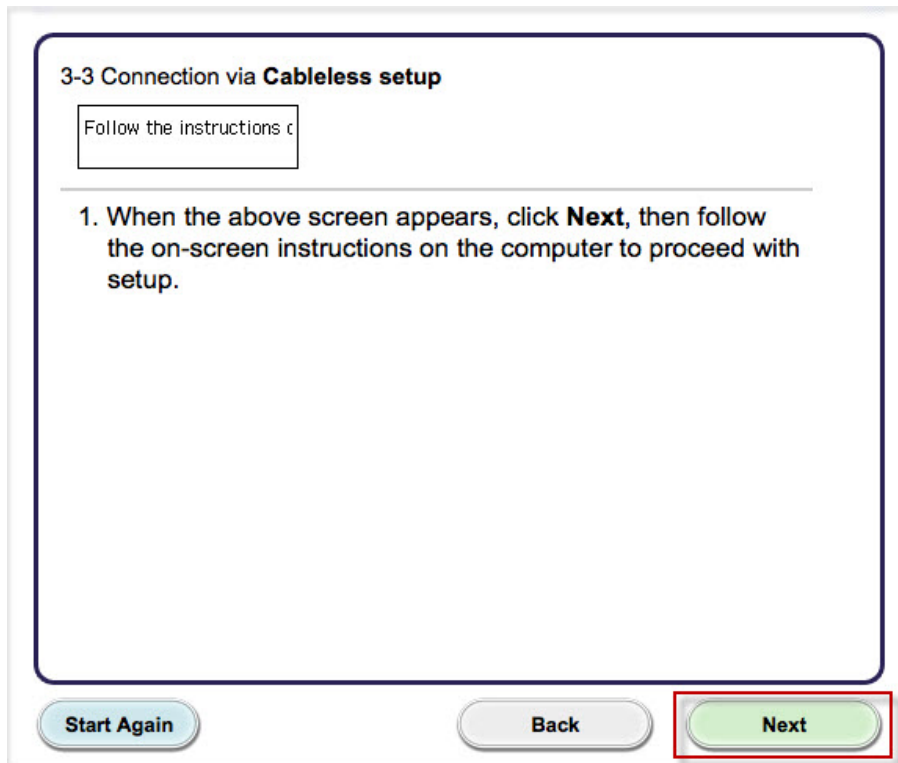 3-3 Connection via Cableless setup
Follow the instructions
1. When the above screen appears, click Next, then follow
the on-screen instructions on the computer to proceed with
setup.
Start Again
Back
Next